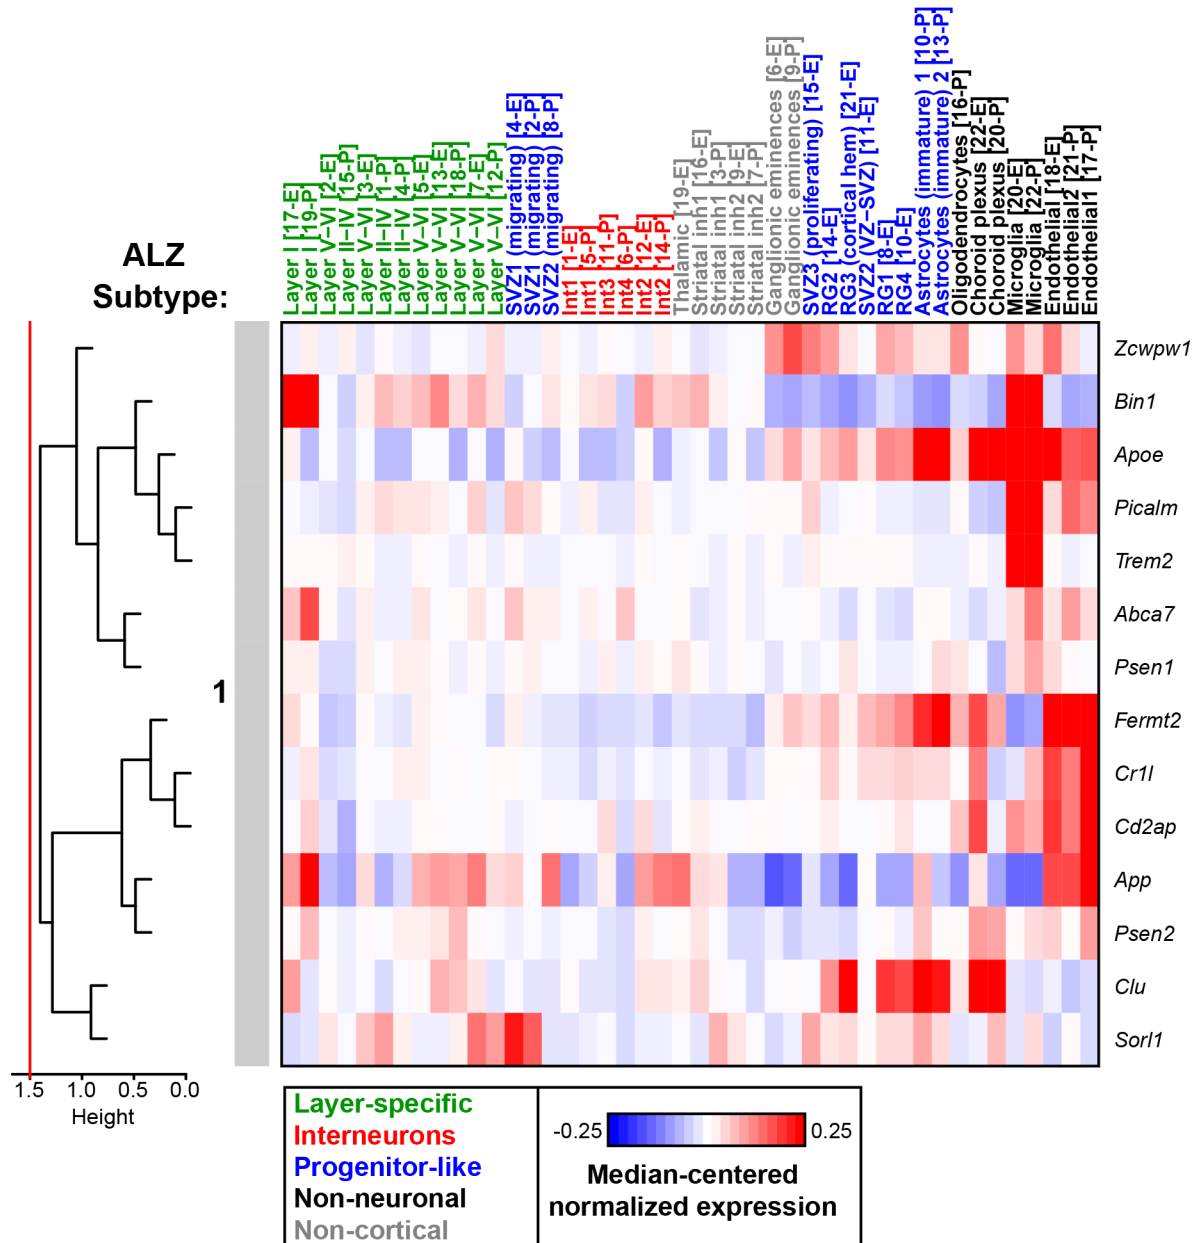 ALZ
Subtype:
Layer I [17-E]
Layer I [19-P]
Layer V-VI [2-E]
Layer II-IV [15-P]
Layer V-VI [3-E]
Layer II-IV [1-P]
Layer II-IV [4-P]
Layer V-VI [5-E]
Layer V-VI [13-E]
Layer V-VI [18-P]
Layer V-VI [7-E]
Layer V-VI [12-P]
SVZ1 (migrating) [4-E]
SVZ1 (migrating) [2-P]
SVZ2 (migrating) [8-P]
Int1 [1-E]
Int1 [5-P]
Int3 [11-P]
Int4 [6-P]
Int2 [12-E]
Int2 [14-P]
Thalamic [19-E]
Striatal inh1 [16-E]
Striatal inh1 [3-P]
Striatal inh2 [9-E]
Striatal inh2 [7-P]
Ganglionic eminences [6-E]
Ganglionic eminences [9-P]
SVZ3 (proliferating) [15-E]
RG2 [14-E]
RG3 (cortical hem) [21-E]
SVZ2 (VZ-SVZ) [11-E]
RG1 [8-E]
RG4 [10-E]
Astrocytes (immature) 1 [10-P]
Astrocytes (immature) 2 [13-P]
Oligodendrocytes [16-P]
Choroid plexus [22-E]
Choroid plexus [20-P]
Microglia [20-E]
Microglia [22-P]
Endothelial [18-E]
Endothelial2 [21-P]
Endothelial1 [17-P]
Zcwpw1
Bin1
Apoe
Picalm
Trem2
Abca7
Psen1
1
Fermt2
Cr1l
Cd2ap
App
Psen2
Clu
Sorl1
1.5 1.0 0.5 0.0
Height
Layer-specific
Interneurons
Progenitor-like
Non-neuronal
Non-cortical
-0.25 0.25
Median-centered
normalized expression